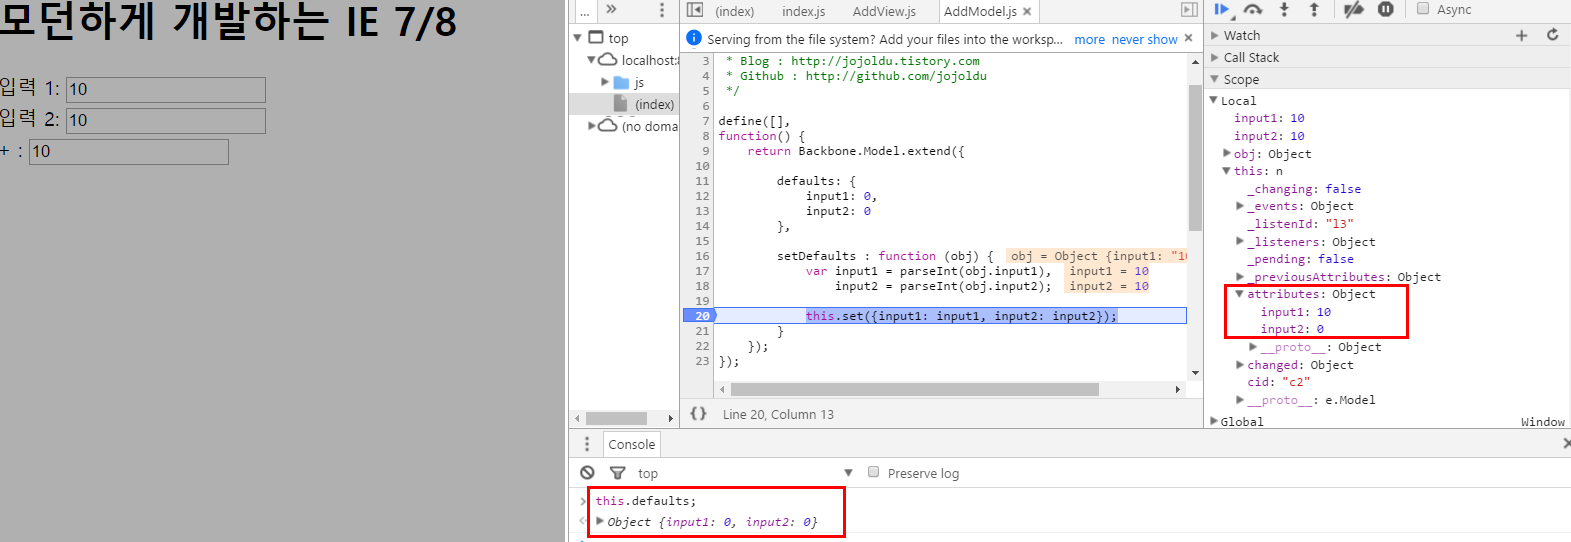 모던하게 개발하는 IE 7/8
입력 1: 10
입력 2: 10
+ : 10
...
top
localhost:8
js
(index)
(no doma
(index) index.js AddView.js AddModel.js
Serving from the file system? Add your files into the worksp... more never show
3 * Blog : http://jojoldu.tistory.com
4 * Github : http://github.com/jojoldu
5 */
6
7 define([],
8 function() {
9 return Backbone.Model.extend({
10
11 defaults: {
12 input1: 0,
13 input2: 0
14 },
15
16 setDefaults : function (obj) { obj = Object {input1: "10
17 var input1 = parseInt(obj.input1), input1 = 10
18 input2 = parseInt(obj.input2); input2 = 10
19
20 this.set({input1: input1, input2: input2});
21 }
22 });
23 });
{} Line 20, Column 13
Async
Watch
Call Stack
Scope
Local
input1: 10
input2: 10
obj: Object
this: n
_changing: false
_events: Object
_listenId: "l3"
_listeners: Object
_pending: false
_previousAttributes: Object
attributes: Object
input1: 10
input2: 0
__proto__: Object
changed: Object
cid: "c2"
__proto__: e.Model
Global Window
Console
top Preserve log
this.defaults;
Object {input1: 0, input2: 0}